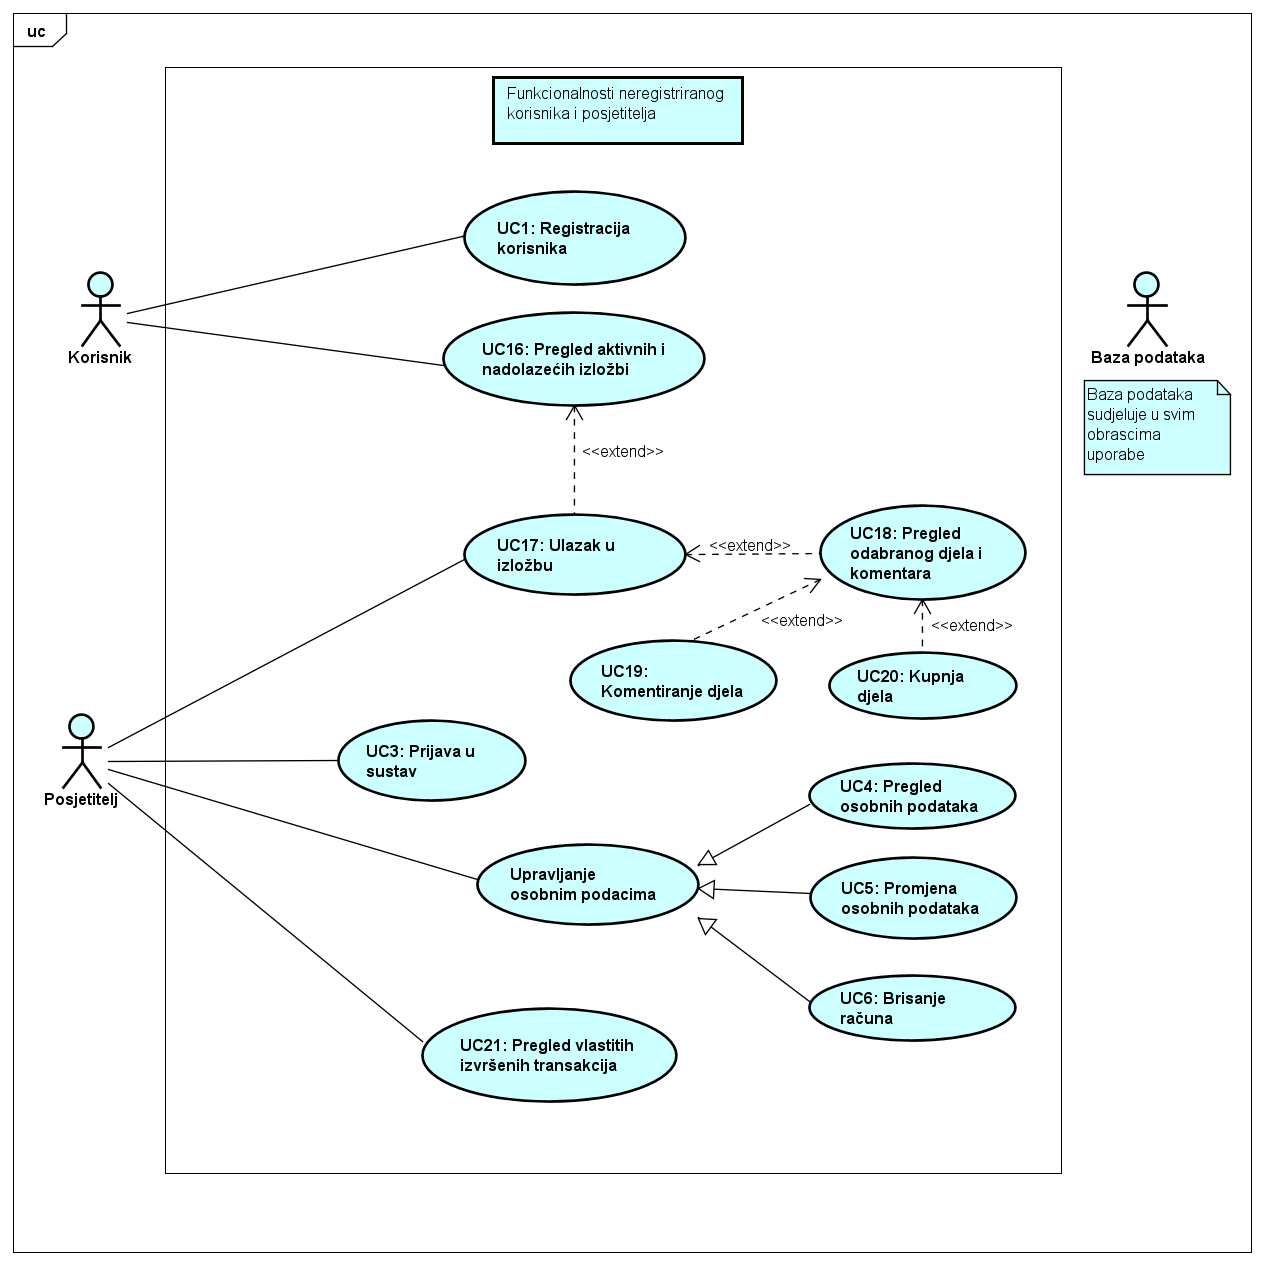 uc
Funkcionalnosti neregistriranog
korisnika i posjetitelja
UC1: Registracija
korisnika
Korisnik
UC16: Pregled aktivnih i
nadolazećih izložbi
Baza podataka
Baza podataka
sudjeluje u svim
obrascima
uporabe
<<extend>>
UC17: Ulazak u
izložbu
<<extend>>
UC18: Pregled
odabranog djela i
komentara
<<extend>>
<<extend>>
UC19:
Komentiranje djela
UC20: Kupnja
djela
Posjetitelj
UC3: Prijava u
sustav
UC4: Pregled
osobnih podataka
Upravljanje
osobnim podacima
UC5: Promjena
osobnih podataka
UC6: Brisanje
računa
UC21: Pregled vlastitih
izvršenih transakcija